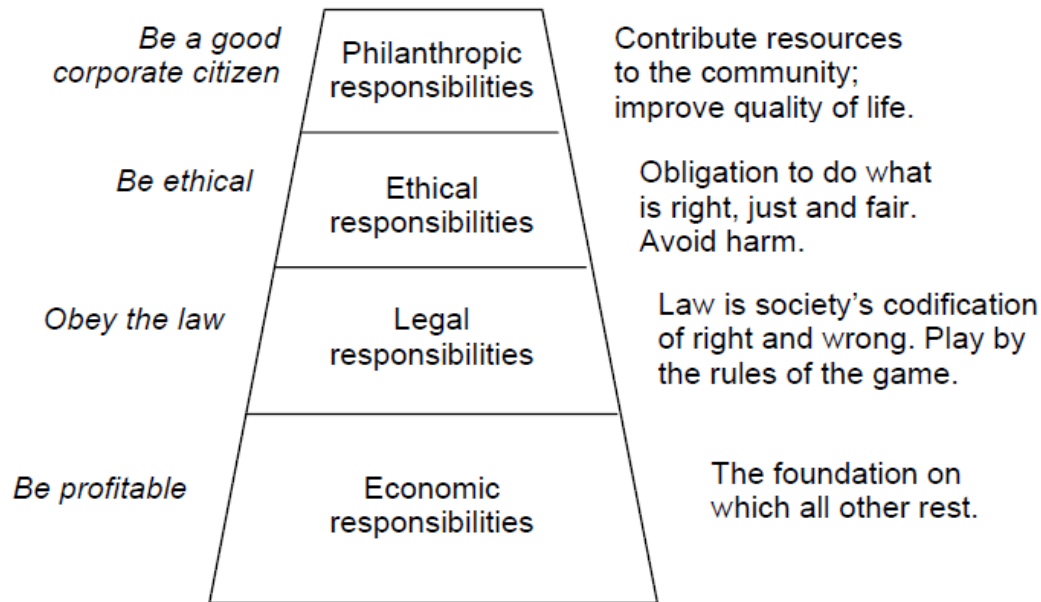 Be a good
corporate citizen
Philanthropic
responsibilities
Contribute resources
to the community;
improve quality of life.
Be ethical
Ethical
responsibilities
Obligation to do what
is right, just and fair.
Avoid harm.
Obey the law
Legal
responsibilities
Law is society’s codification
of right and wrong. Play by
the rules of the game.
Be profitable
Economic
responsibilities
The foundation on
which all other rest.